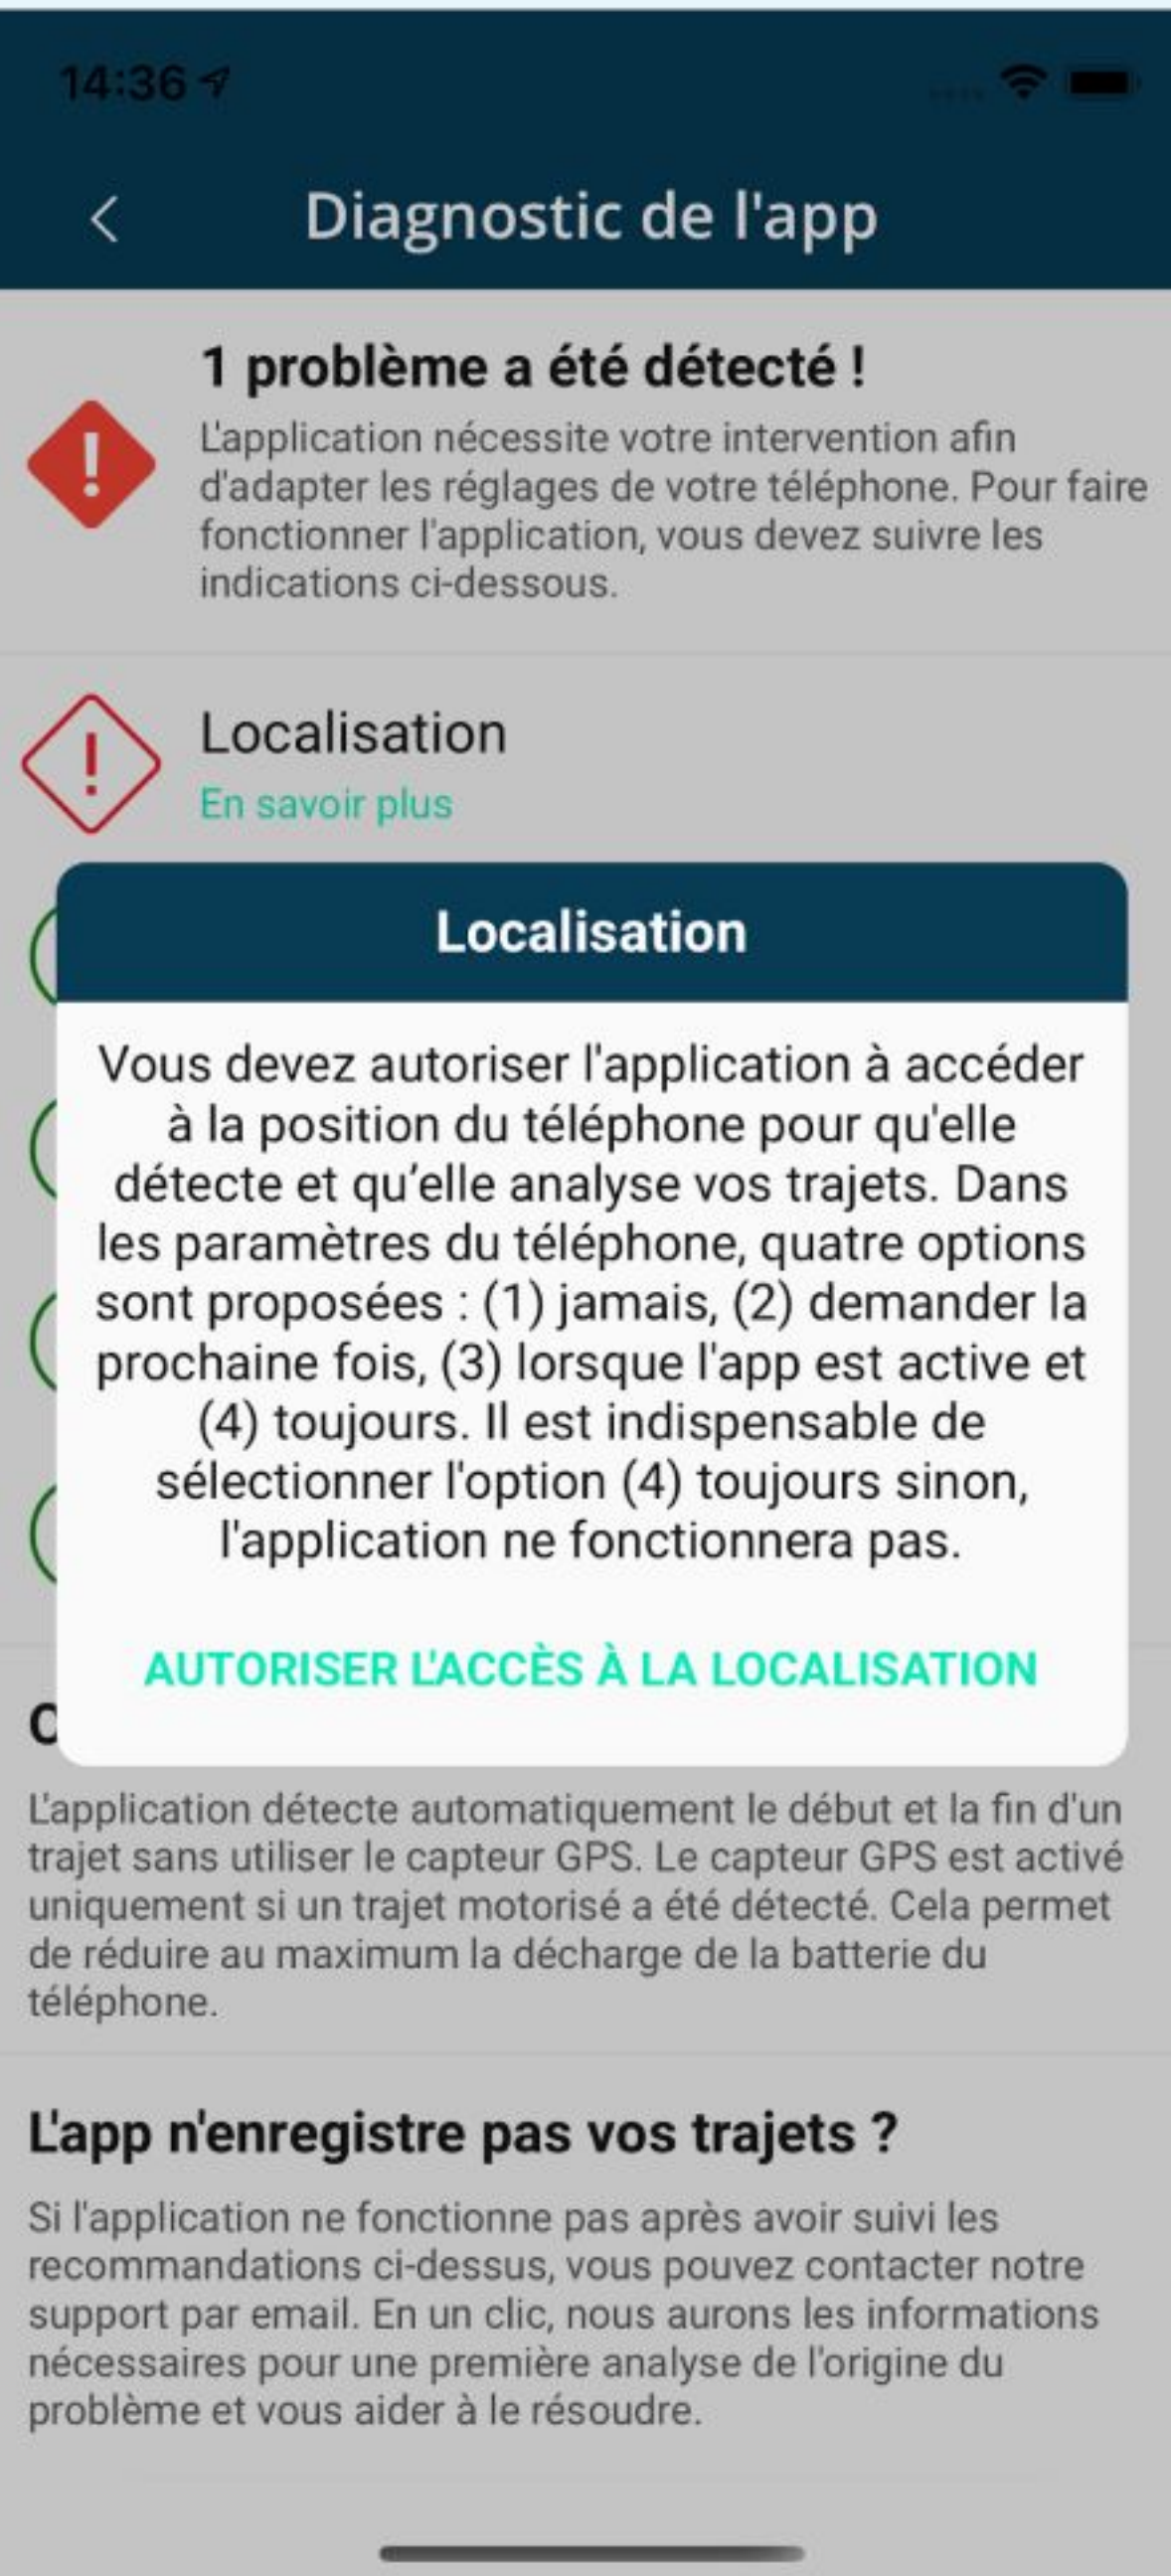 14:36
Diagnostic de l'app
1 problème a été détecté !
L'application nécessite votre intervention afin
d'adapter les réglages de votre téléphone. Pour faire
fonctionner l'application, vous devez suivre les
indications ci-dessous.
Localisation
En savoir plus
Localisation
Vous devez autoriser l'application à accéder
à la position du téléphone pour qu'elle
détecte et qu’elle analyse vos trajets. Dans
les paramètres du téléphone, quatre options
sont proposées : (1) jamais, (2) demander la
prochaine fois, (3) lorsque l'app est active et
(4) toujours. Il est indispensable de
sélectionner l'option (4) toujours sinon,
l'application ne fonctionnera pas.
AUTORISER L'ACCÈS À LA LOCALISATION
L'application détecte automatiquement le début et la fin d'un
trajet sans utiliser le capteur GPS. Le capteur GPS est activé
uniquement si un trajet motorisé a été détecté. Cela permet
de réduire au maximum la décharge de la batterie du
téléphone.
L'app n'enregistre pas vos trajets ?
Si l'application ne fonctionne pas après avoir suivi les
recommandations ci-dessus, vous pouvez contacter notre
support par email. En un clic, nous aurons les informations
nécessaires pour une première analyse de l'origine du
problème et vous aider à le résoudre.